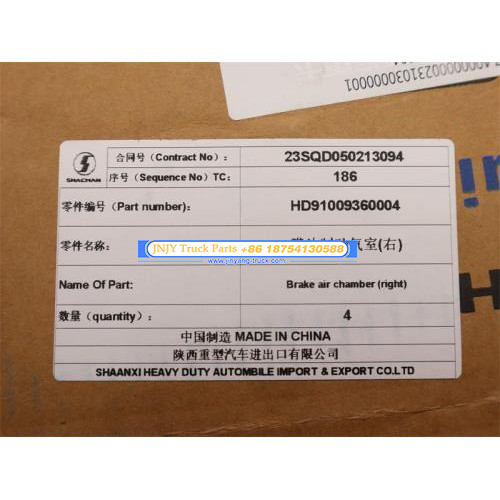 SHACMAN
合同号 (Contract No):
23SQD050213094
序号 (Sequence No) TC:
186
零件编号 (Part number):
HD91009360004
零件名称:
气室(右)
JNJY Truck Parts +86 18754130588
www.jinyang-truck.com
Name Of Part:
Brake air chamber (right)
数量 (quantity):
4
中国制造 MADE IN CHINA
陕西重型汽车进出口有限公司
SHAANXI HEAVY DUTY AUTOMBILE IMPORT & EXPORT CO.LTD